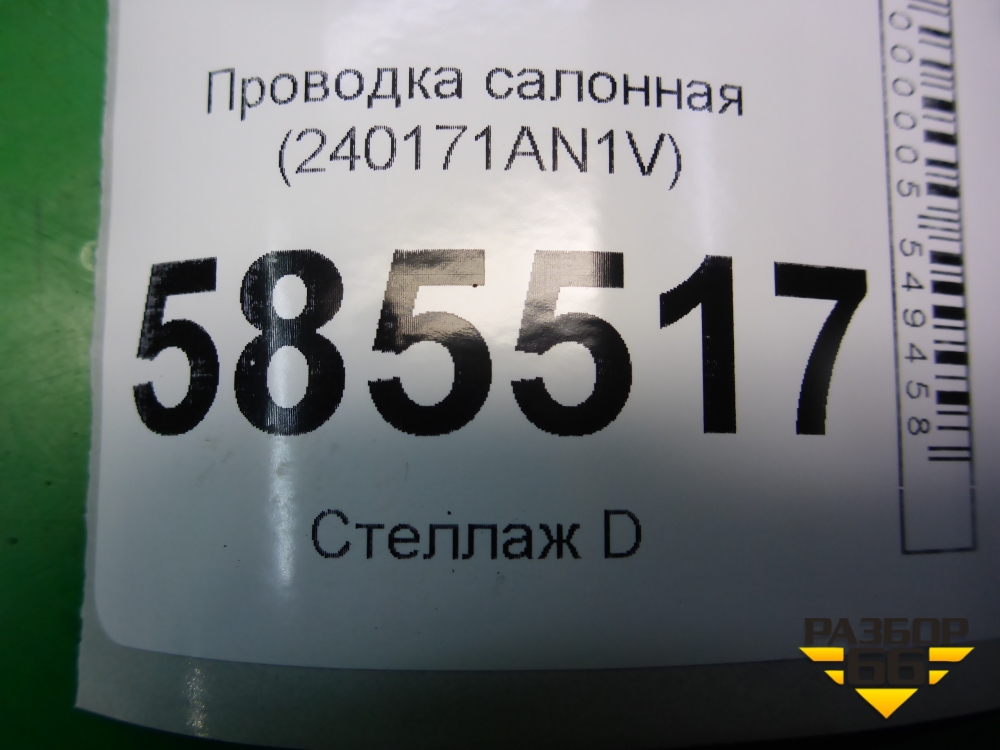 Проводка салонная
(240171AN1V)
585517
Стеллаж D
000005 549458
РАЗБОР
66